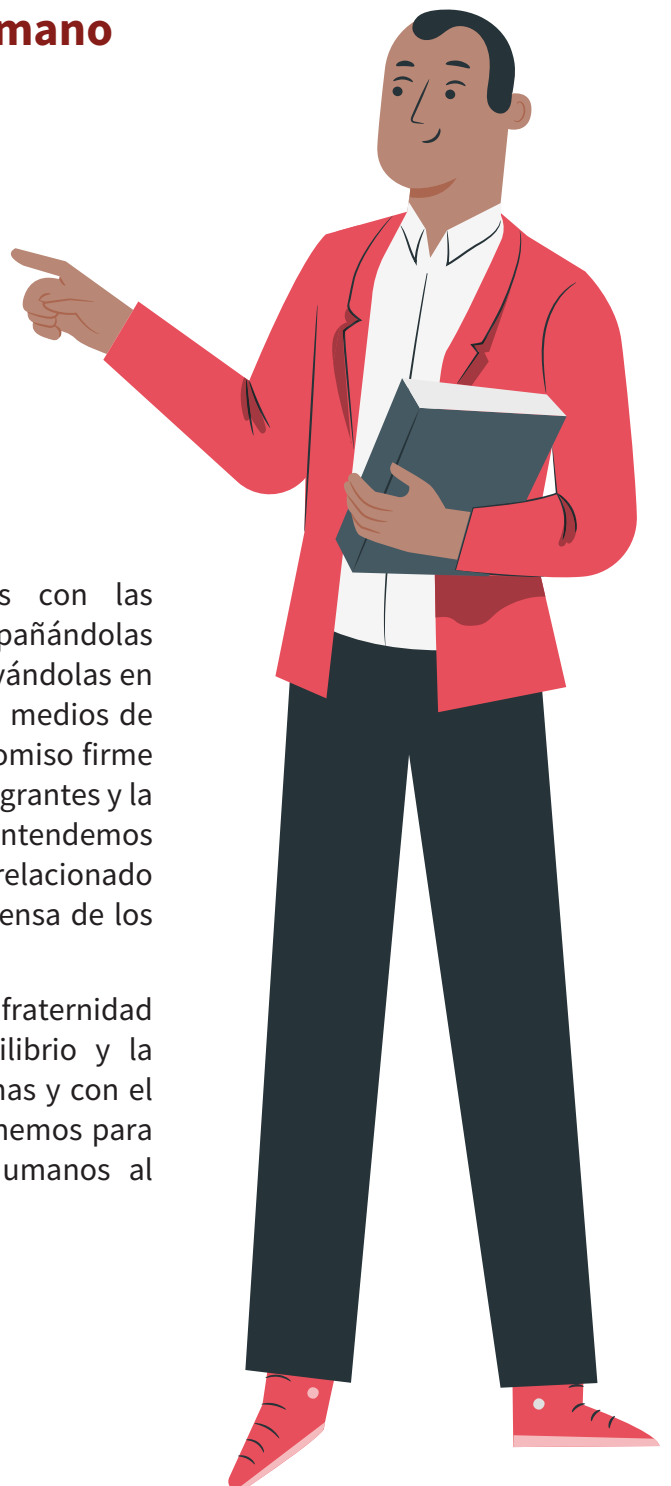 mano
s con las
pañándolas
yándolas en
medios de
omiso firme
grantes y la
ntendemos
relacionado
ensa de los
fraternidad
ilibrio y la
nas y con el
nemos para
umanos al